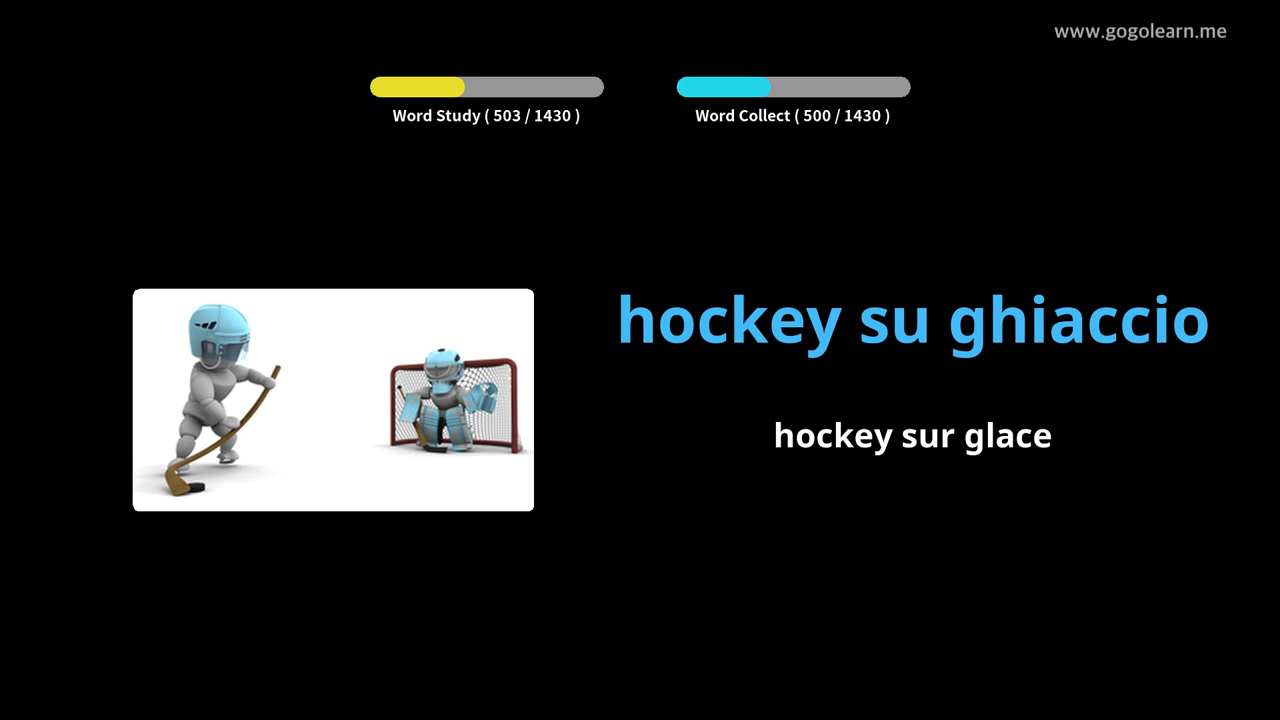 www.gogolearn.me
Word Study ( 503 / 1430 )
Word Collect ( 500 / 1430 )
hockey su ghiaccio
hockey sur glace